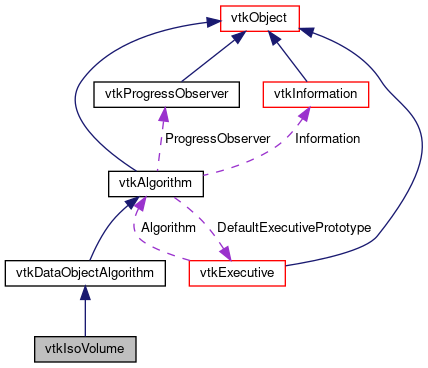 vtkObject
vtkProgressObserver
vtkInformation
ProgressObserver
Information
vtkAlgorithm
Algorithm
DefaultExecutivePrototype
vtkDataObjectAlgorithm
vtkExecutive
vtkIsoVolume